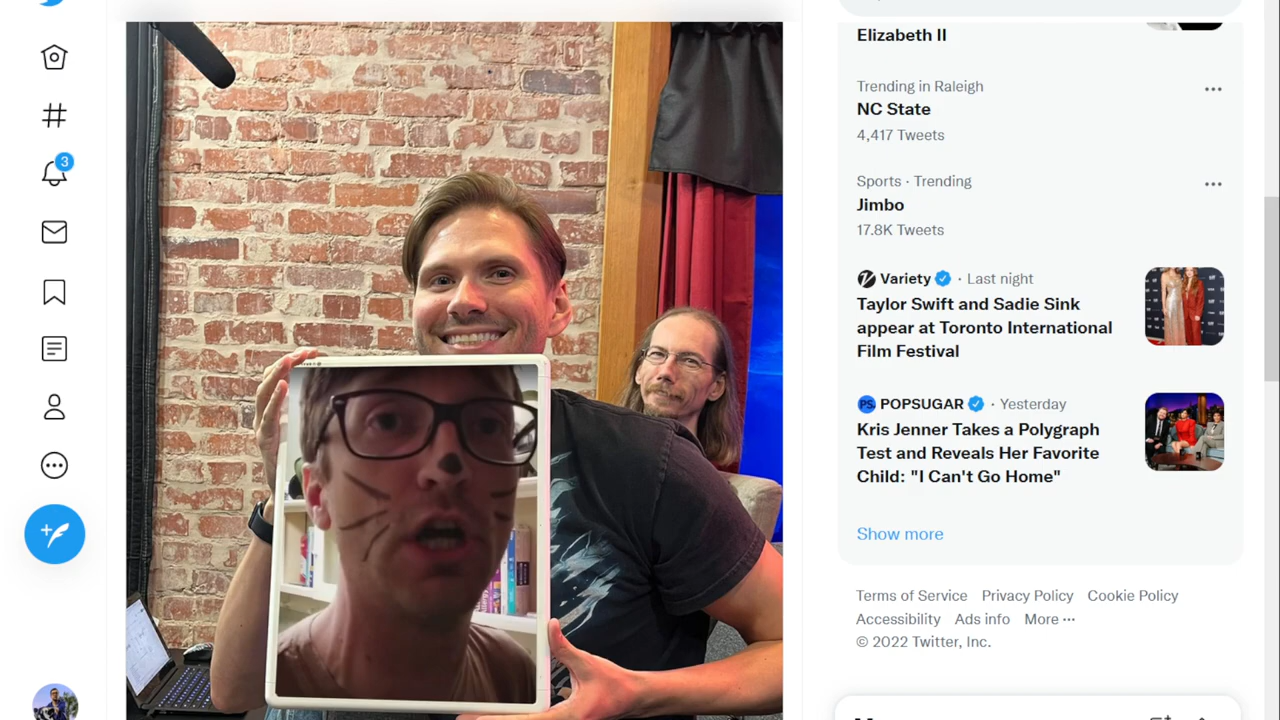 3
Elizabeth II
Trending in Raleigh
NC State
4,417 Tweets
Sports · Trending
Jimbo
17.8K Tweets
Variety · Last night
Taylor Swift and Sadie Sink
appear at Toronto International
Film Festival
PS POPSUGAR · Yesterday
Kris Jenner Takes a Polygraph
Test and Reveals Her Favorite
Child: "I Can't Go Home"
Show more
Terms of Service Privacy Policy Cookie Policy
Accessibility Ads info More ···
© 2022 Twitter, Inc.